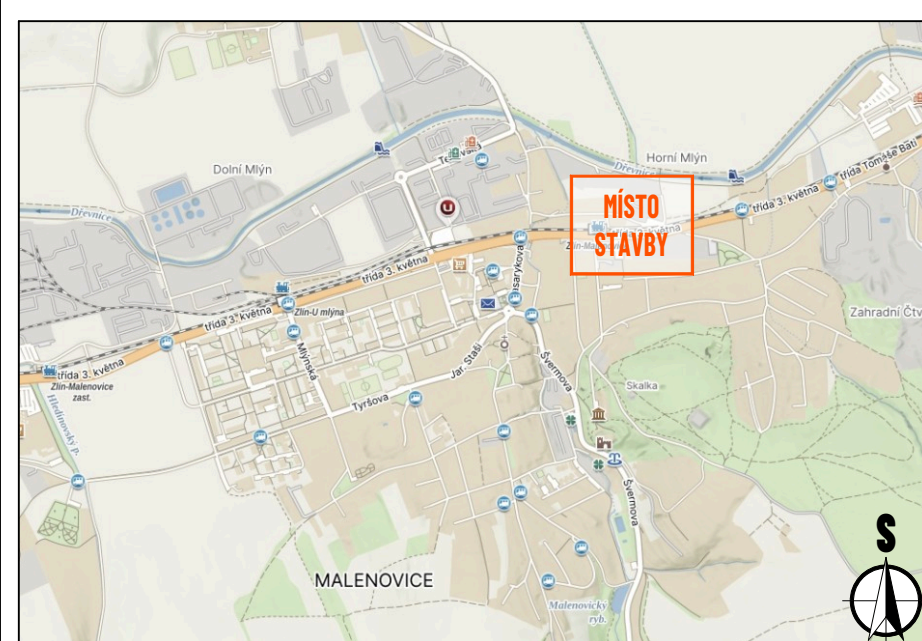 Dolní Mlýn
Horní Mlýn
Dřevnice
Dřevnice
třída Tomáše Bati
MÍSTO
STAVBY
třída 3. května
třída 3. května
třída 3. května
třída 3. května
Zlín-U mlýna
Zahradní Čtv
Zlín-Malenovice
zast.
Hledinovský p.
Mlýnská
Jar. Staši
Tyršova
Švermova
Skalka
Švermova
MALENOVICE
Malenovický
ryb.
S